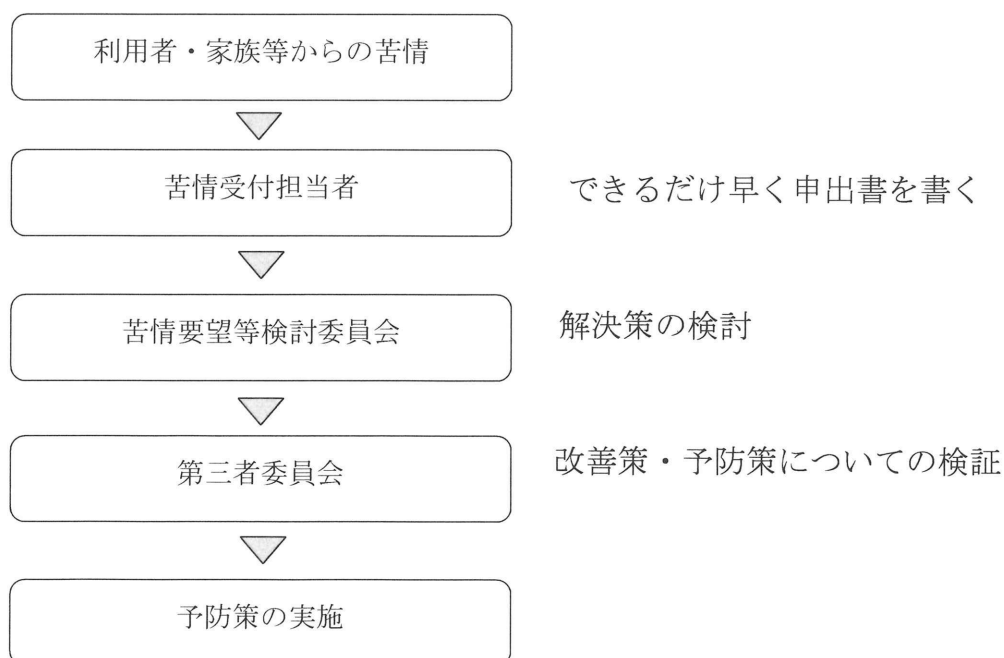 利用者・家族等からの苦情
苦情受付担当者
できるだけ早く申出書を書く
苦情要望等検討委員会
解決策の検討
第三者委員会
改善策・予防策についての検証
予防策の実施